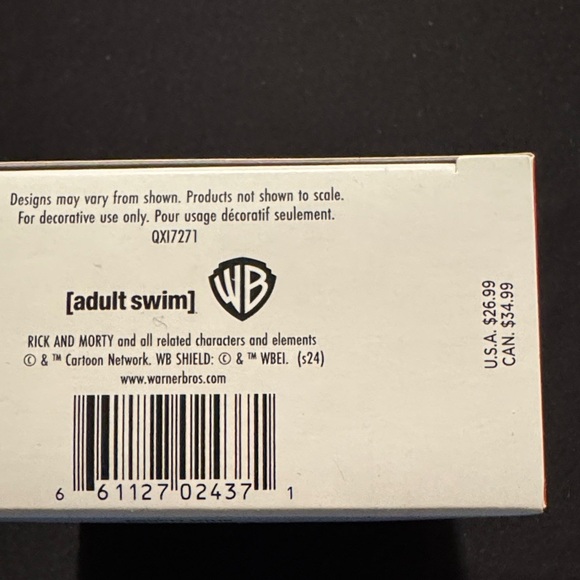 Designs may vary from shown. Products not shown to scale.
For decorative use only. Pour usage décoratif seulement.
QXI7271
[adult swim] WB
RICK AND MORTY and all related characters and elements
© & ™ Cartoon Network. WB SHIELD: © & ™ WBEI. (s24)
www.warnerbros.com
6 61127 02437 1
U.S.A. $26.99
CAN. $34.99